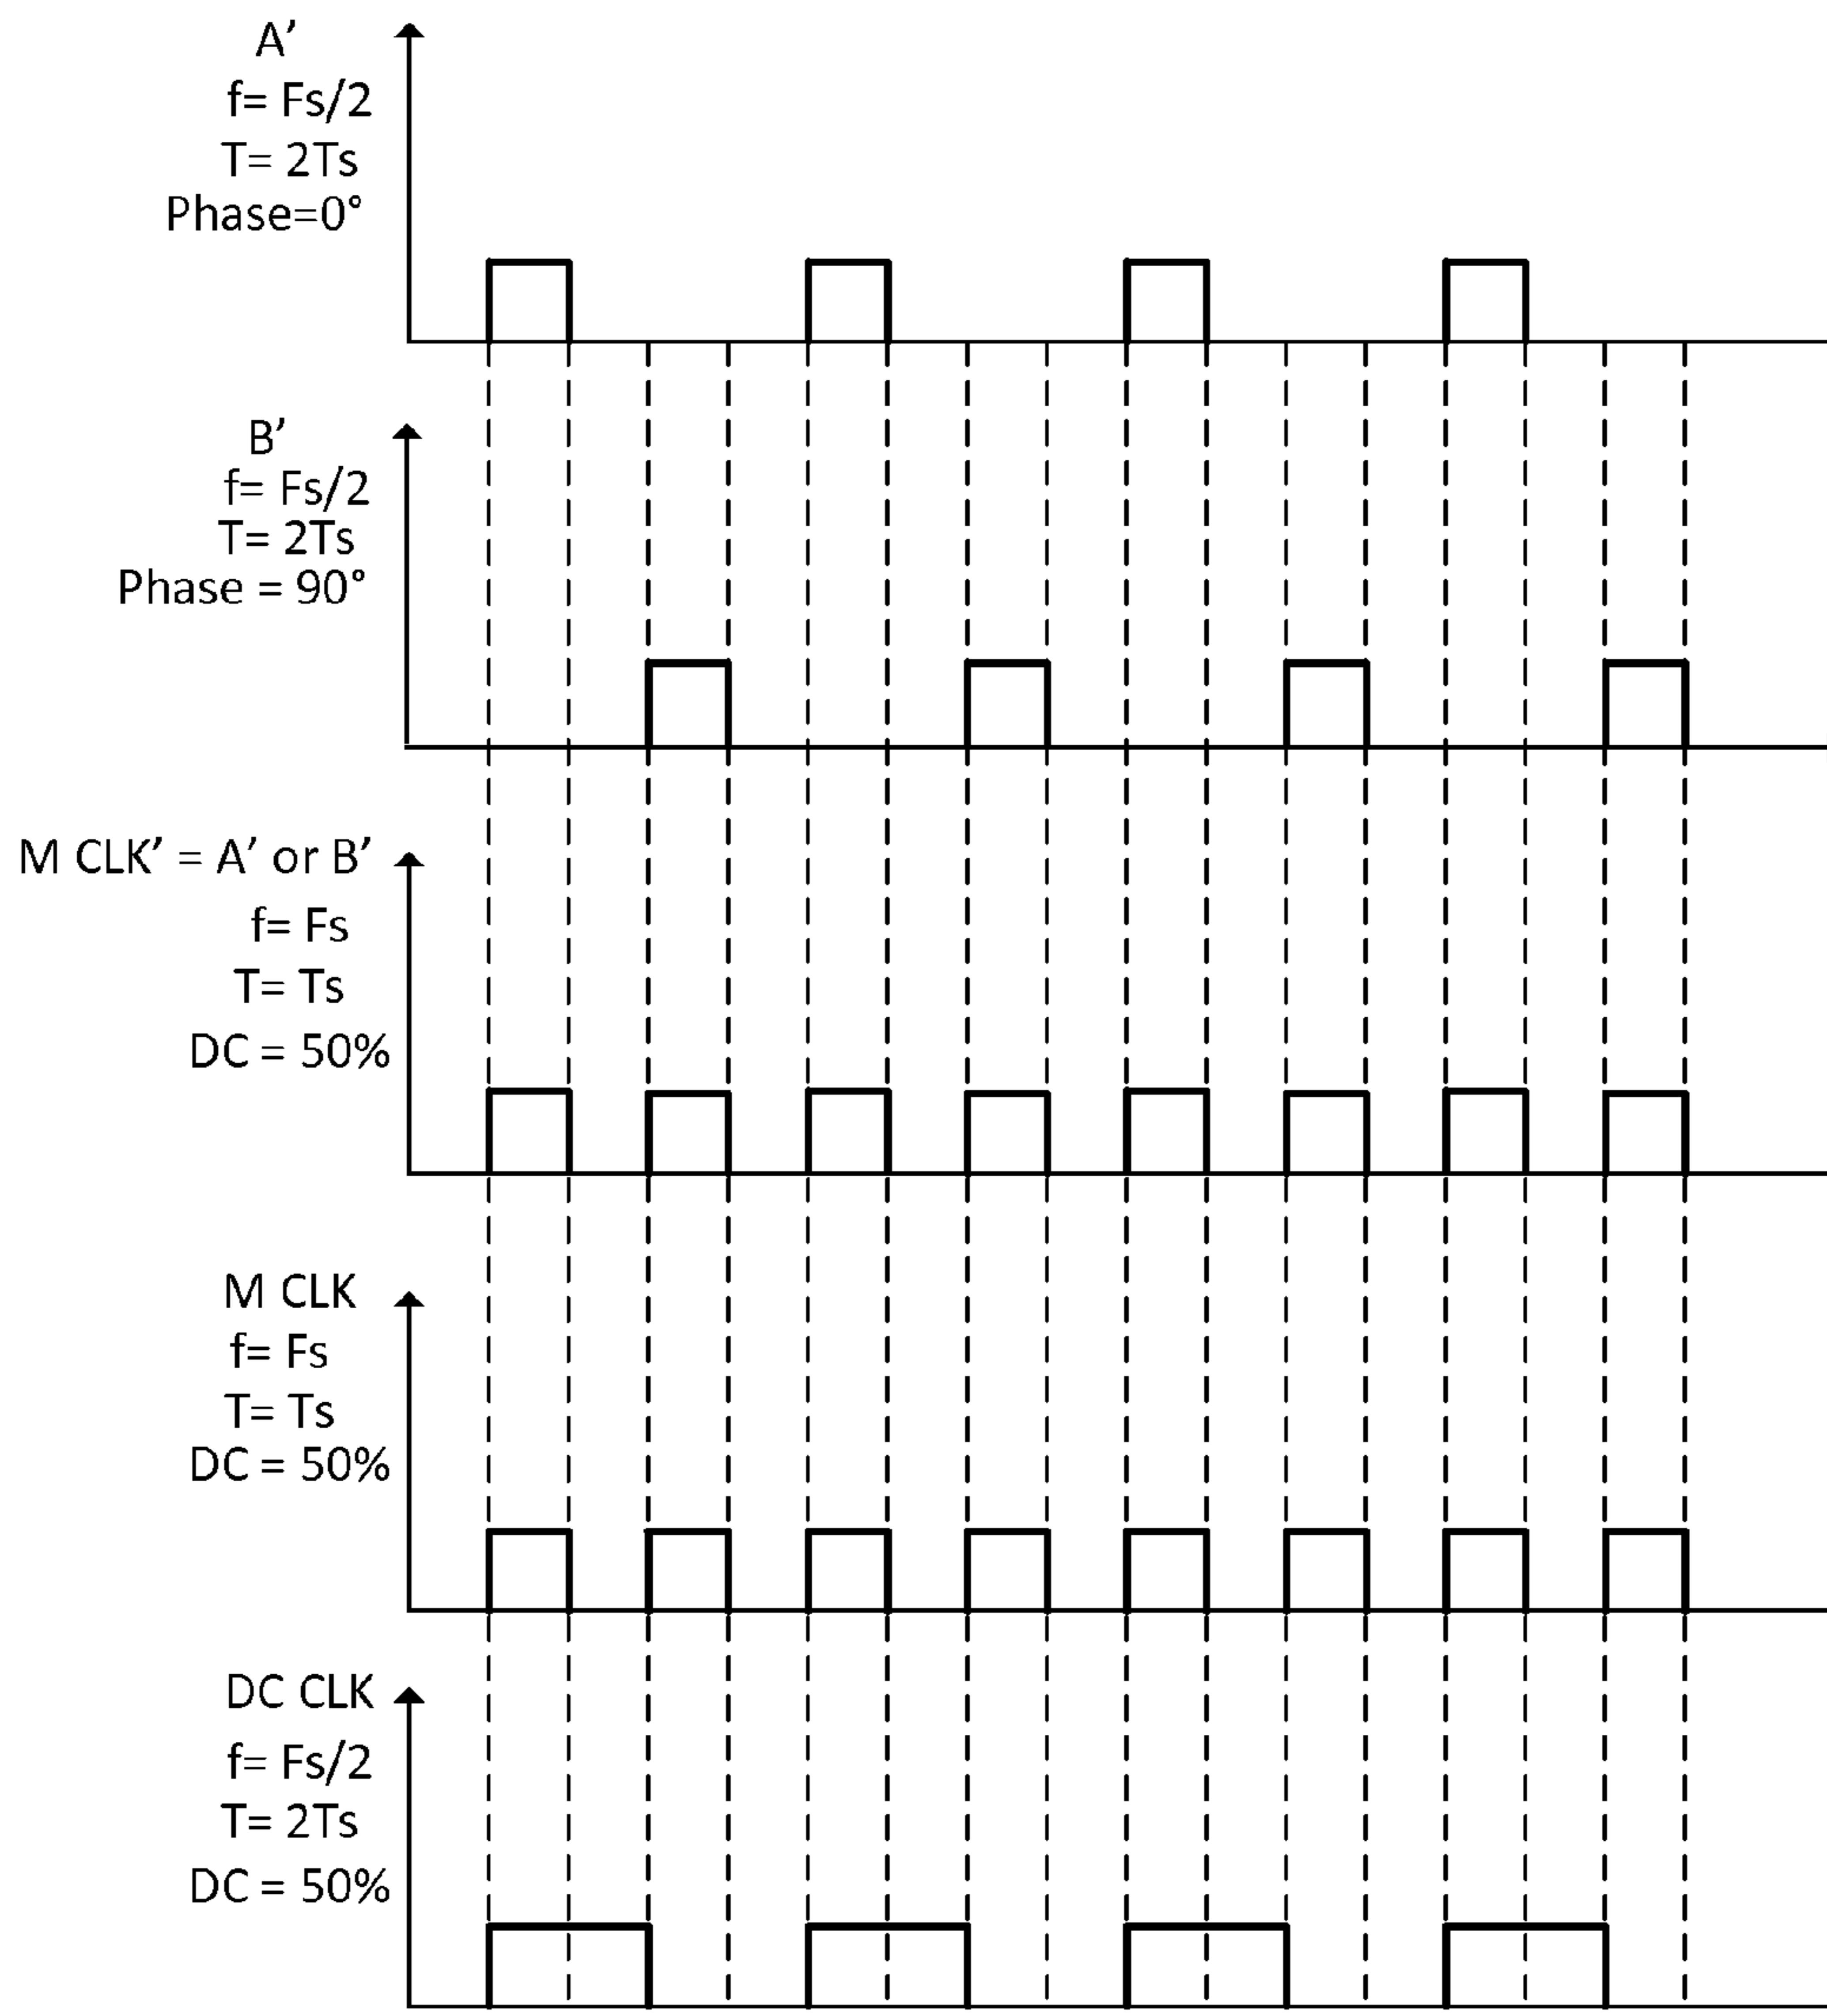 A’
f= Fs/2
T= 2Ts
Phase=0°
B’
f= Fs/2
T= 2Ts
Phase = 90°
M CLK’ = A’ or B’
f= Fs
T= Ts
DC = 50%
M CLK
f= Fs
T= Ts
DC = 50%
DC CLK
f= Fs/2
T= 2Ts
DC = 50%